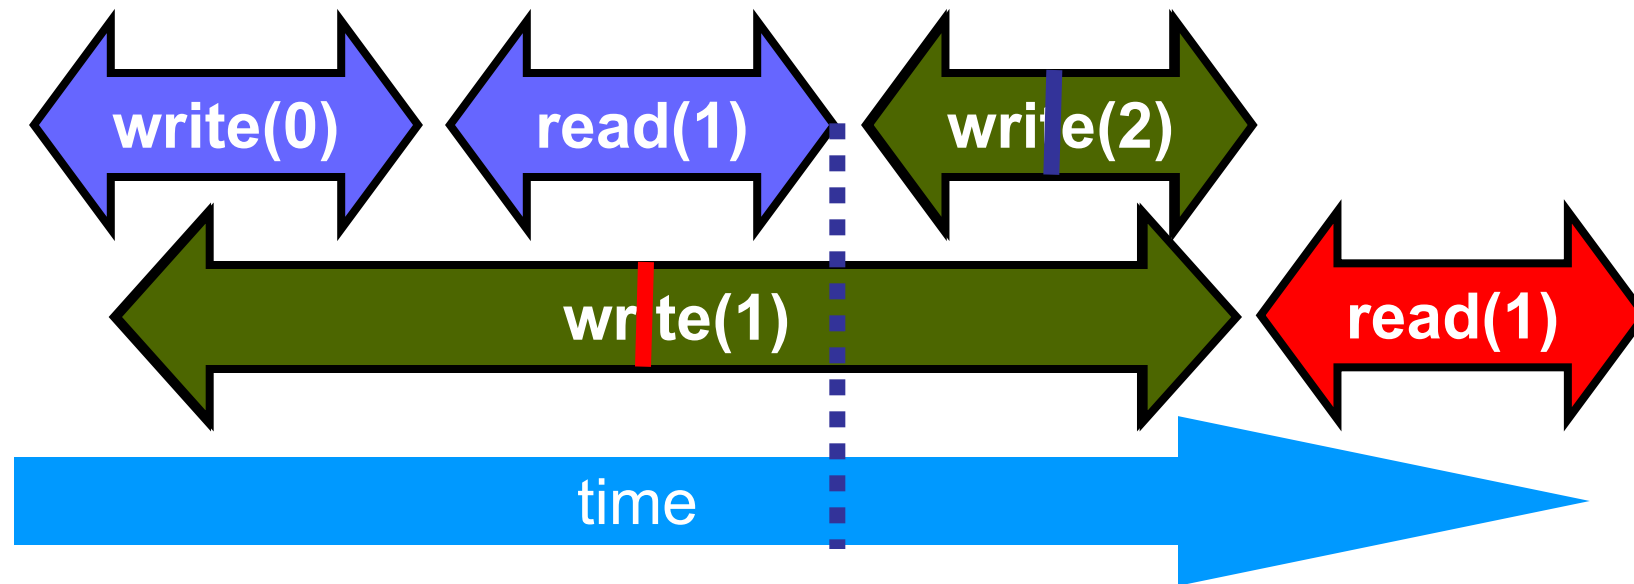 write(0) read(1) write(2)
write(1) read(1)
time